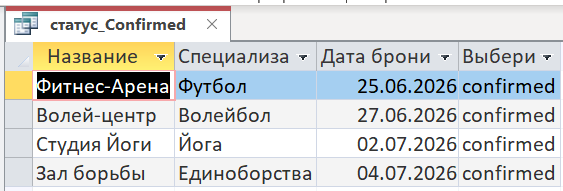 статус_Confirmed
Название Специализа Дата брони Выбери
Фитнес-Арена Футбол 25.06.2026 confirmed
Волей-центр Волейбол 27.06.2026 confirmed
Студия Йоги Йога 02.07.2026 confirmed
Зал борьбы Единоборства 04.07.2026 confirmed